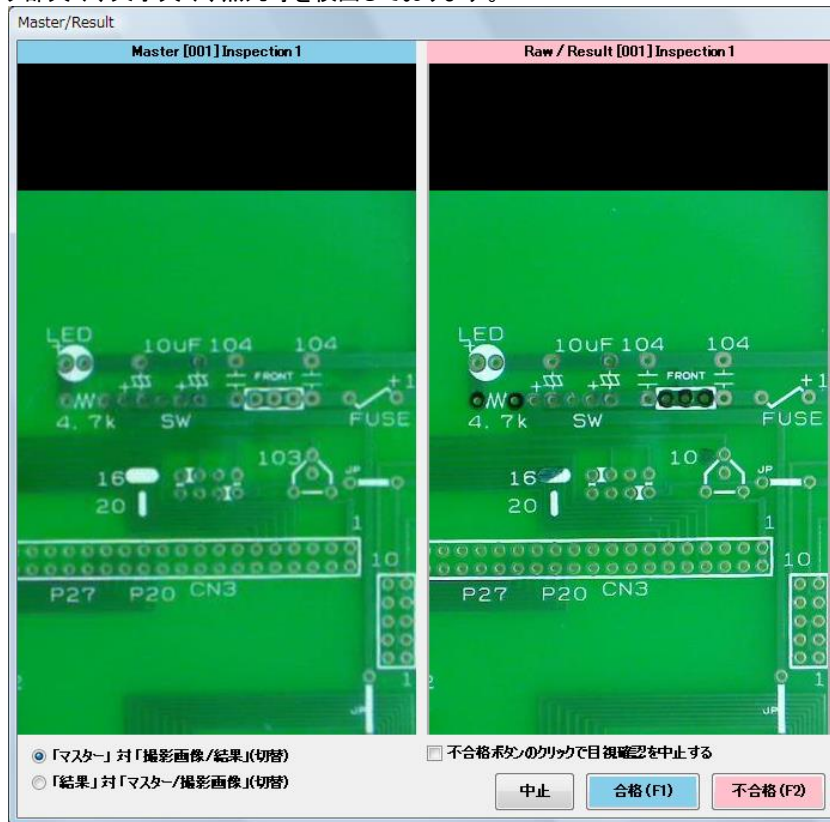 Master/Result
Master [001] Inspection 1
Raw / Result [001] Inspection 1
LED
10UF 104 104
FRONT
4.7k SW FUSE
103
JP
16
20
1
10
P27 P20 CN3
1
JP
LED
10UF 104 104
+1
FRONT
4.7k SW FUSE
10
JP
16
20
1
10
P27 P20 CN3
1
JP
「マスター」対「撮影画像/結果」(切替)
「結果」対「マスター/撮影画像」(切替)
不合格ボタンのクリックで目視確認を中止する
中止
合格(F1)
不合格(F2)